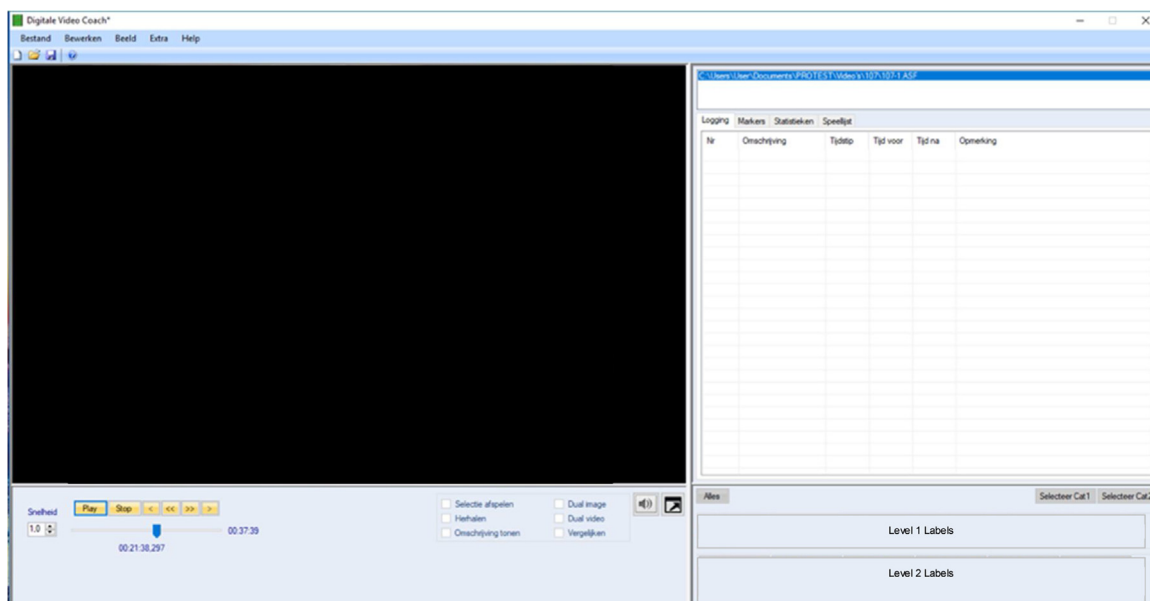 Digitale Video Coach*
Bestand Bewerken Beeld Extra Help
C:\Users\User\Documents\PROTEST\Video's\107\107-1.ASF
Logging Markers Statistieken Speellijst
Nr Omschrijving Tijdstip Tijd voor Tijd na Opmerking
Snelheid
Play Stop < << >> >
1,0
00:37:39
00:21:38,297
Selectie afspelen Dual image
Herhalen Dual video
Omschrijving tonen Vergelijken
Alles Selecteer Cat1 Selecteer Cat2
Level 1 Labels
Level 2 Labels